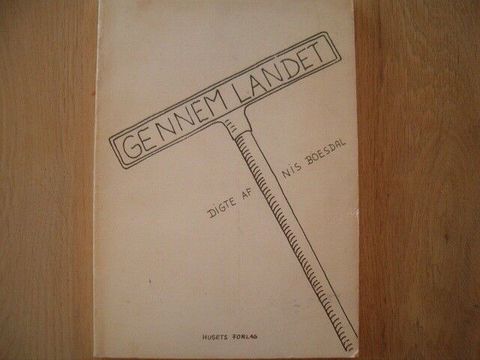 GENNEM LANDET
DIGTE AF NIS BOESDAL
HUSETS FORLAG